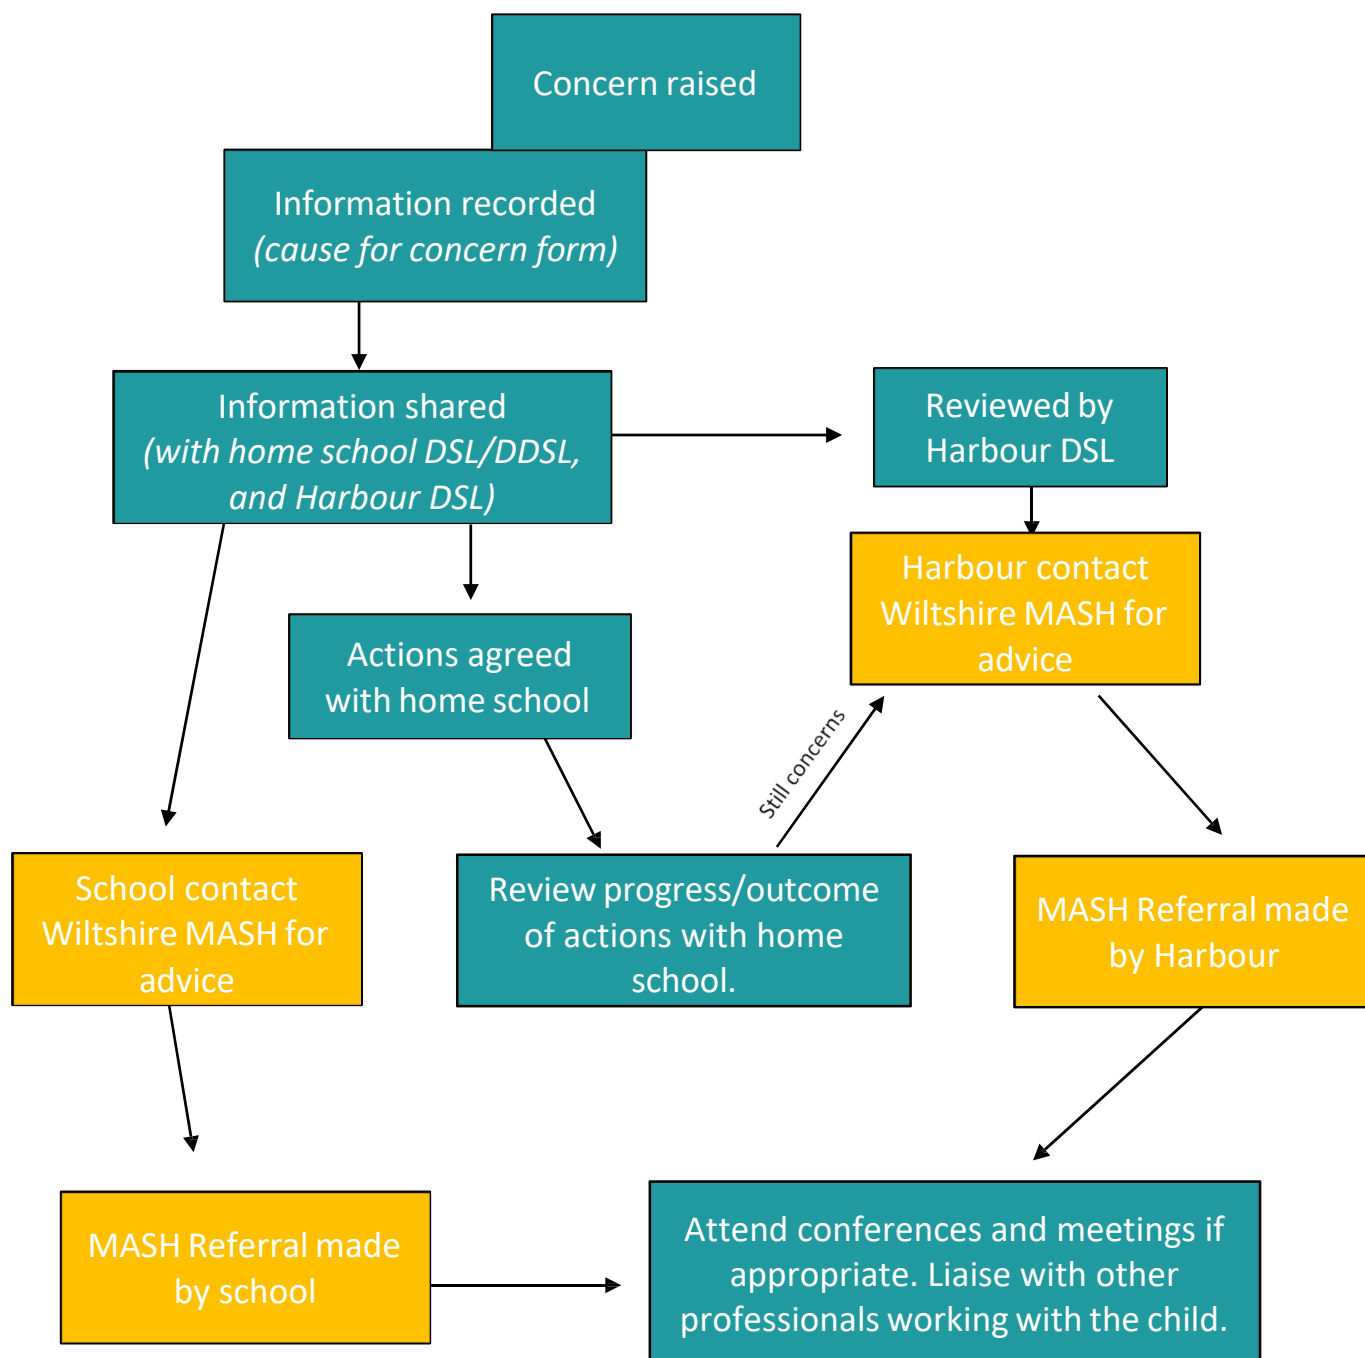 Concern raised
Information recorded
(cause for concern form)
Information shared
(with home school DSL/DDSL,
and Harbour DSL)
Reviewed by
Harbour DSL
Harbour contact
Wiltshire MASH for
advice
Actions agreed
with home school
Still concerns
School contact
Wiltshire MASH for
advice
Review progress/outcome
of actions with home
school.
MASH Referral made
by Harbour
MASH Referral made
by school
Attend conferences and meetings if
appropriate. Liaise with other
professionals working with the child.